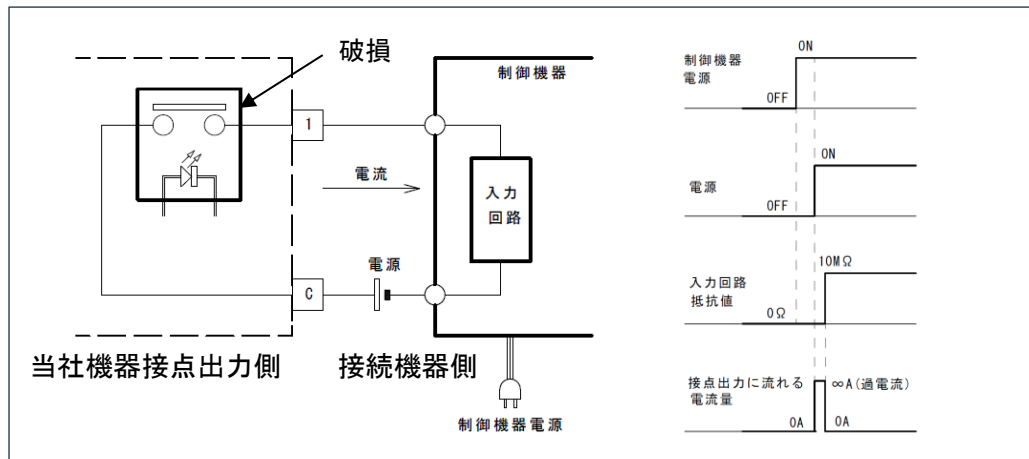 破損
1
C
電流
電源
制御機器
入力
回路
制御機器電源
当社機器接点出力側
接続機器側
制御機器
電源
ON
OFF
電源
ON
OFF
入力回路
抵抗値
10MΩ
0Ω
接点出力に流れる
電流量
∞A(過電流)
0A
0A